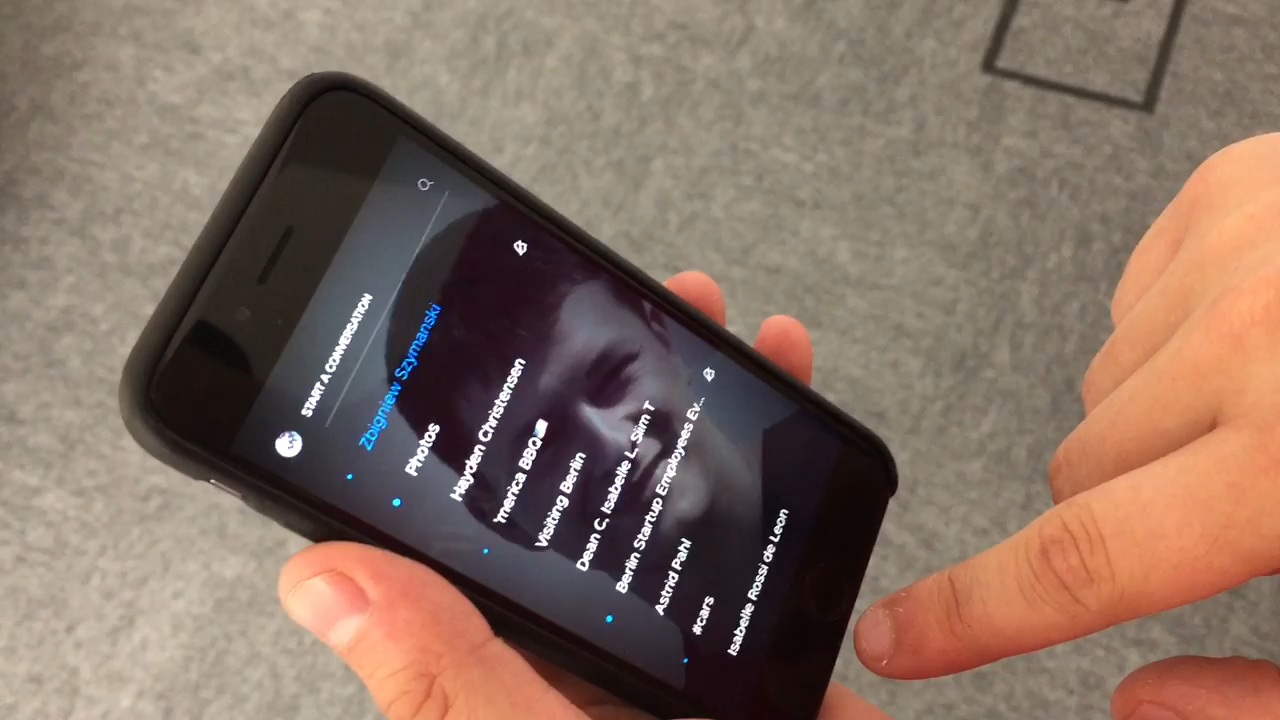 START A CONVERSATION
Zbigniew Szymanski
Photos
Hayden Christensen
'merica BBQ
Visiting Berlin
Dean C, Isabelle L, Slim T
Berlin Startup Employees EV...
Astrid Pahl
#cars
Isabelle Rossi de Leon